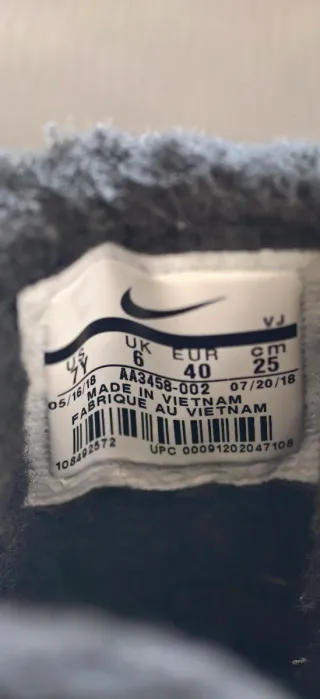 VJ
US UK EUR cm
7Y 6 40 25
05/16/18 AA3458-002 07/20/18
MADE IN VIETNAM
FABRIQUE AU VIETNAM
108492572 UPC 00091202047108